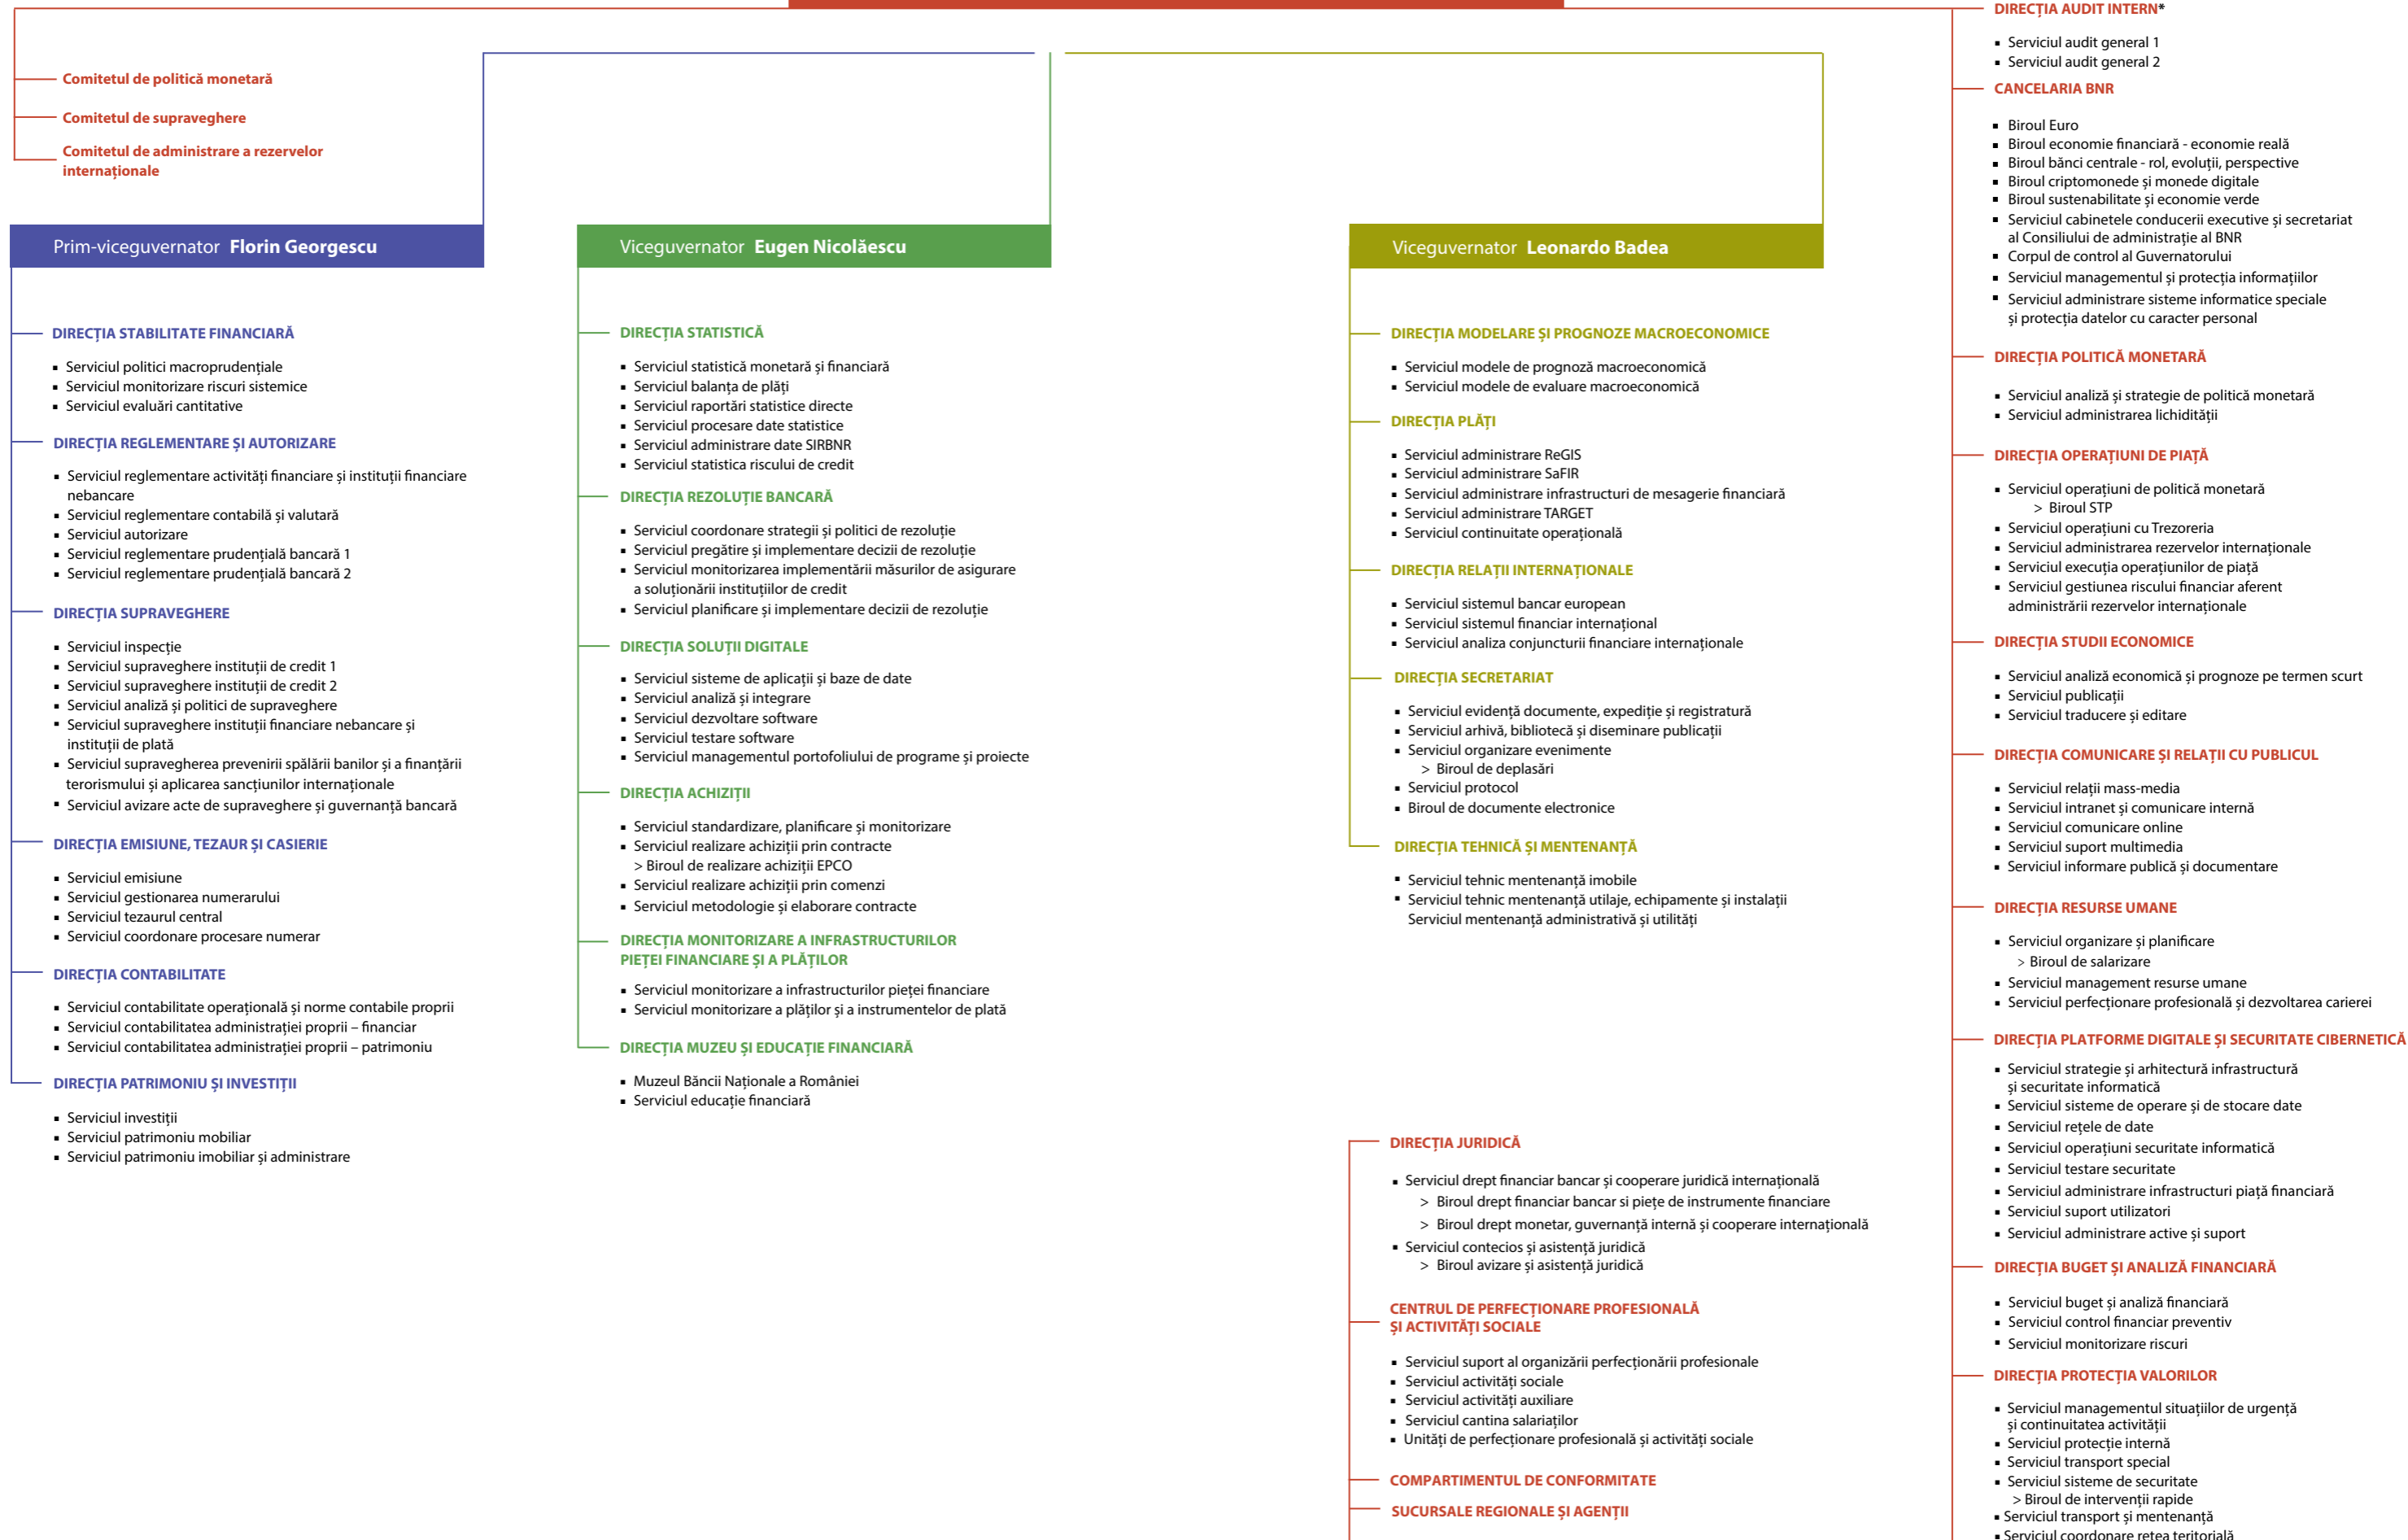 Comitetul de politică monetară
Comitetul de supraveghere
Comitetul de administrare a rezervelor
internaționale
Prim-viceguvernator Florin Georgescu
DIRECȚIA STABILITATE FINANCIARĂ
▪ Serviciul politici macroprudențiale
▪ Serviciul monitorizare riscuri sistemice
▪ Serviciul evaluări cantitative
DIRECȚIA REGLEMENTARE ȘI AUTORIZARE
▪ Serviciul reglementare activități financiare și instituții financiare
nebancare
▪ Serviciul reglementare contabilă și valutară
▪ Serviciul autorizare
▪ Serviciul reglementare prudențială bancară 1
▪ Serviciul reglementare prudențială bancară 2
DIRECȚIA SUPRAVEGHERE
▪ Serviciul inspecție
▪ Serviciul supraveghere instituții de credit 1
▪ Serviciul supraveghere instituții de credit 2
▪ Serviciul analiză și politici de supraveghere
▪ Serviciul supraveghere instituții financiare nebancare și
instituții de plată
▪ Serviciul supravegherea prevenirii spălării banilor și a finanțării
terorismului și aplicarea sancțiunilor internaționale
▪ Serviciul avizare acte de supraveghere și guvernanță bancară
DIRECȚIA EMISIUNE, TEZAUR ȘI CASIERIE
▪ Serviciul emisiune
▪ Serviciul gestionarea numerarului
▪ Serviciul tezaurul central
▪ Serviciul coordonare procesare numerar
DIRECȚIA CONTABILITATE
▪ Serviciul contabilitate operațională și norme contabile proprii
▪ Serviciul contabilitatea administrației proprii – financiar
▪ Serviciul contabilitatea administrației proprii – patrimoniu
DIRECȚIA PATRIMONIU ȘI INVESTIȚII
▪ Serviciul investiții
▪ Serviciul patrimoniu mobiliar
▪ Serviciul patrimoniu imobiliar și administrare
Viceguvernator Eugen Nicolăescu
DIRECȚIA STATISTICĂ
▪ Serviciul statistică monetară și financiară
▪ Serviciul balanța de plăți
▪ Serviciul raportări statistice directe
▪ Serviciul procesare date statistice
▪ Serviciul administrare date SIRBNR
▪ Serviciul statistica riscului de credit
DIRECȚIA REZOLUȚIE BANCARĂ
▪ Serviciul coordonare strategii și politici de rezoluție
▪ Serviciul pregătire și implementare decizii de rezoluție
▪ Serviciul monitorizarea implementării măsurilor de asigurare
a soluționării instituțiilor de credit
▪ Serviciul planificare și implementare decizii de rezoluție
DIRECȚIA SOLUȚII DIGITALE
▪ Serviciul sisteme de aplicații și baze de date
▪ Serviciul analiză și integrare
▪ Serviciul dezvoltare software
▪ Serviciul testare software
▪ Serviciul managementul portofoliului de programe și proiecte
DIRECȚIA ACHIZIȚII
▪ Serviciul standardizare, planificare și monitorizare
▪ Serviciul realizare achiziții prin contracte
> Biroul de realizare achiziții EPCO
▪ Serviciul realizare achiziții prin comenzi
▪ Serviciul metodologie și elaborare contracte
DIRECȚIA MONITORIZARE A INFRASTRUCTURILOR
PIEȚEI FINANCIARE ȘI A PLĂȚILOR
▪ Serviciul monitorizare a infrastructurilor pieței financiare
▪ Serviciul monitorizare a plăților și a instrumentelor de plată
DIRECȚIA MUZEU ȘI EDUCAȚIE FINANCIARĂ
▪ Muzeul Băncii Naționale a României
▪ Serviciul educație financiară
Viceguvernator Leonardo Badea
DIRECȚIA MODELARE ȘI PROGNOZE MACROECONOMICE
▪ Serviciul modele de prognoză macroeconomică
▪ Serviciul modele de evaluare macroeconomică
DIRECȚIA PLĂȚI
▪ Serviciul administrare ReGIS
▪ Serviciul administrare SaFIR
▪ Serviciul administrare infrastructuri de mesagerie financiară
▪ Serviciul administrare TARGET
▪ Serviciul continuitate operațională
DIRECȚIA RELAȚII INTERNAȚIONALE
▪ Serviciul sistemul bancar european
▪ Serviciul sistemul financiar internațional
▪ Serviciul analiza conjuncturii financiare internaționale
DIRECȚIA SECRETARIAT
▪ Serviciul evidență documente, expediție și registratură
▪ Serviciul arhivă, bibliotecă și diseminare publicații
▪ Serviciul organizare evenimente
> Biroul de deplasări
▪ Serviciul protocol
▪ Biroul de documente electronice
DIRECȚIA TEHNICĂ ȘI MENTENANȚĂ
▪ Serviciul tehnic mentenanță imobile
▪ Serviciul tehnic mentenanță utilaje, echipamente și instalații
Serviciul mentenanță administrativă și utilități
DIRECȚIA JURIDICĂ
▪ Serviciul drept financiar bancar și cooperare juridică internațională
> Biroul drept financiar bancar si piețe de instrumente financiare
> Biroul drept monetar, guvernanță internă și cooperare internațională
▪ Serviciul contecios și asistență juridică
> Biroul avizare și asistență juridică
CENTRUL DE PERFECȚIONARE PROFESIONALĂ
ȘI ACTIVITĂȚI SOCIALE
▪ Serviciul suport al organizării perfecționării profesionale
▪ Serviciul activități sociale
▪ Serviciul activități auxiliare
▪ Serviciul cantina salariaților
▪ Unități de perfecționare profesională și activități sociale
COMPARTIMENTUL DE CONFORMITATE
SUCURSALE REGIONALE ȘI AGENȚII
DIRECȚIA AUDIT INTERN*
▪ Serviciul audit general 1
▪ Serviciul audit general 2
CANCELARIA BNR
▪ Biroul Euro
▪ Biroul economie financiară - economie reală
▪ Biroul bănci centrale - rol, evoluții, perspective
▪ Biroul criptomonede și monede digitale
▪ Biroul sustenabilitate și economie verde
▪ Serviciul cabinetele conducerii executive și secretariat
al Consiliului de administrație al BNR
▪ Corpul de control al Guvernatorului
▪ Serviciul managementul și protecția informațiilor
▪ Serviciul administrare sisteme informatice speciale
și protecția datelor cu caracter personal
DIRECȚIA POLITICĂ MONETARĂ
▪ Serviciul analiză și strategie de politică monetară
▪ Serviciul administrarea lichidității
DIRECȚIA OPERAȚIUNI DE PIAȚĂ
▪ Serviciul operațiuni de politică monetară
> Biroul STP
▪ Serviciul operațiuni cu Trezoreria
▪ Serviciul administrarea rezervelor internaționale
▪ Serviciul execuția operațiunilor de piață
▪ Serviciul gestiunea riscului financiar aferent
administrării rezervelor internaționale
DIRECȚIA STUDII ECONOMICE
▪ Serviciul analiză economică și prognoze pe termen scurt
▪ Serviciul publicații
▪ Serviciul traducere și editare
DIRECȚIA COMUNICARE ȘI RELAȚII CU PUBLICUL
▪ Serviciul relații mass-media
▪ Serviciul intranet și comunicare internă
▪ Serviciul comunicare online
▪ Serviciul suport multimedia
▪ Serviciul informare publică și documentare
DIRECȚIA RESURSE UMANE
▪ Serviciul organizare și planificare
> Biroul de salarizare
▪ Serviciul management resurse umane
▪ Serviciul perfecționare profesională și dezvoltarea carierei
DIRECȚIA PLATFORME DIGITALE ȘI SECURITATE CIBERNETICĂ
▪ Serviciul strategie și arhitectură infrastructură
și securitate informatică
▪ Serviciul sisteme de operare și de stocare date
▪ Serviciul rețele de date
▪ Serviciul operațiuni securitate informatică
▪ Serviciul testare securitate
▪ Serviciul administrare infrastructuri piață financiară
▪ Serviciul suport utilizatori
▪ Serviciul administrare active și suport
DIRECȚIA BUGET ȘI ANALIZĂ FINANCIARĂ
▪ Serviciul buget și analiză financiară
▪ Serviciul control financiar preventiv
▪ Serviciul monitorizare riscuri
DIRECȚIA PROTECȚIA VALORILOR
▪ Serviciul managementul situațiilor de urgență
și continuitatea activității
▪ Serviciul protecție internă
▪ Serviciul transport special
▪ Serviciul sisteme de securitate
> Biroul de intervenții rapide
▪ Serviciul transport și mentenanță
▪ Serviciul coordonare rețea teritorială